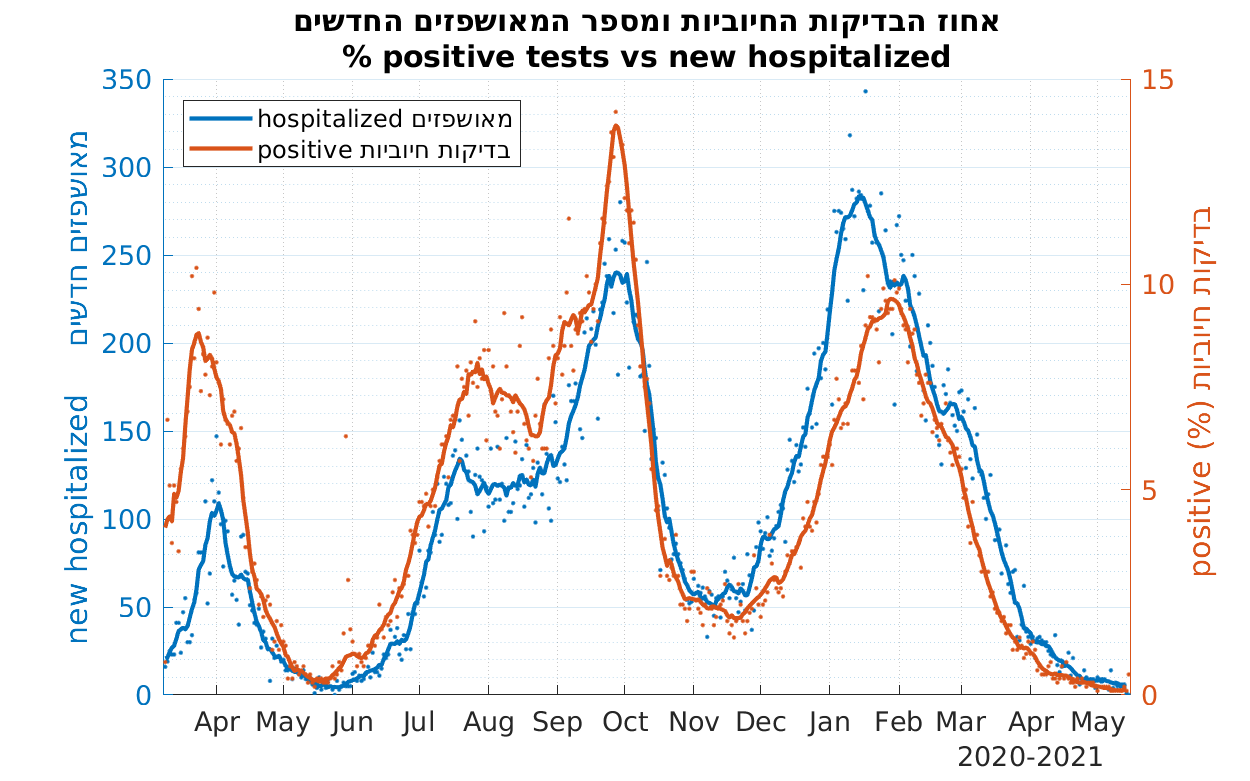 אחוז הבדיקות החיוביות ומספר המאושפזים החדשים
% positive tests vs new hospitalized
hospitalized מאושפזים
positive בדיקות חיוביות
350
300
250
200
150
100
50
0
new hospitalized מאושפזים חדשים
15
10
5
0
positive (%) בדיקות חיוביות
Apr May Jun Jul Aug Sep Oct Nov Dec Jan Feb Mar Apr May
2020-2021